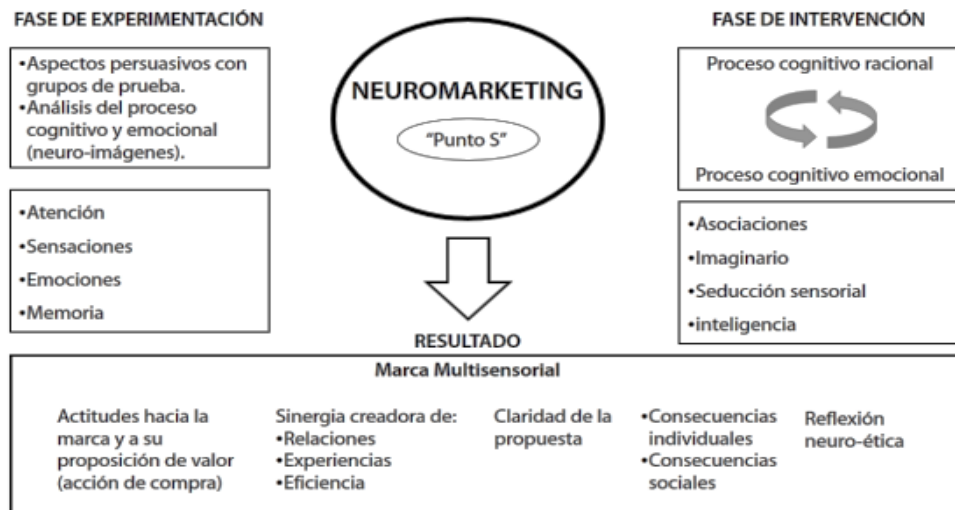 FASE DE EXPERIMENTACIÓN
•Aspectos persuasivos con
grupos de prueba.
•Análisis del proceso
cognitivo y emocional
(neuro-imágenes).
•Atención
•Sensaciones
•Emociones
•Memoria
NEUROMARKETING
"Punto S"
FASE DE INTERVENCIÓN
Proceso cognitivo racional
Proceso cognitivo emocional
•Asociaciones
•Imaginario
•Seducción sensorial
•inteligencia
RESULTADO
Marca Multisensorial
Actitudes hacia la
marca y a su
proposición de valor
(acción de compra)
Sinergia creadora de:
•Relaciones
•Experiencias
•Eficiencia
Claridad de la
propuesta
•Consecuencias
individuales
•Consecuencias
sociales
Reflexión
neuro-ética